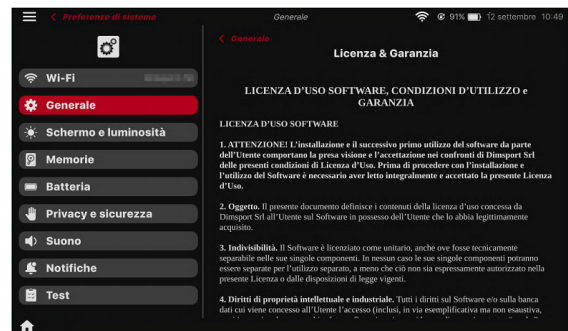 Preferenze di sistema
Generale
91%
12 settembre 10:49
Generale
Licenza & Garanzia
Wi-Fi
Generale
Schermo e luminosità
Memorie
Batteria
Privacy e sicurezza
Suono
Notifiche
Test
LICENZA D'USO SOFTWARE, CONDIZIONI D'UTILIZZO e
GARANZIA
LICENZA D'USO SOFTWARE
1. ATTENZIONE! L'installazione e il successivo primo utilizzo del software da parte
dell'Utente comportano la presa visione e l'accettazione nei confronti di Dimsport Srl
delle presenti condizioni di Licenza d'Uso. Prima di procedere con l'installazione e
l'utilizzo del Software è necessario aver letto integralmente e accettato la presente Licenza
d'Uso.
2. Oggetto. Il presente documento definisce i contenuti della licenza d'uso concessa da
Dimsport Srl all'Utente sul Software in possesso dell'Utente che lo abbia legittimamente
acquisito.
3. Indivisibilità. Il Software è licenziato come unitario, anche ove fosse tecnicamente
separabile nelle sue singole componenti. In nessun caso le sue singole componenti potranno
essere separate per l'utilizzo separato, a meno che ciò non sia espressamente autorizzato nella
presente Licenza o dalle disposizioni di legge vigenti.
4. Diritti di proprietà intellettuale e industriale. Tutti i diritti sul Software e/o sulla banca
dati cui viene concesso all'Utente l'accesso (inclusi, in via esemplificativa ma non esaustiva,